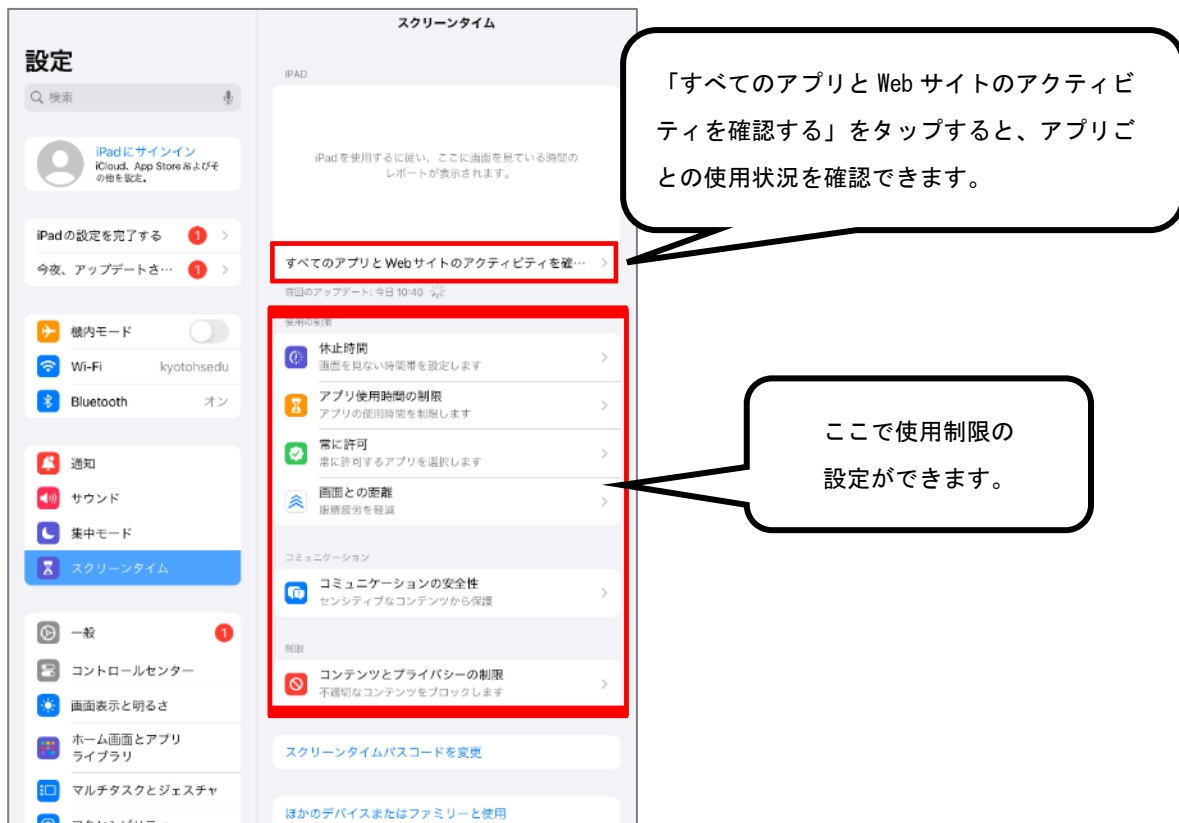 設定
検索
iPadにサインイン
iCloud、App Storeおよびそ
の他を設定。
iPadの設定を完了する 1
今夜、アップデートさ… 1
機内モード
Wi-Fi kyotohsedu
Bluetooth オン
通知
サウンド
集中モード
スクリーンタイム
一般 1
コントロールセンター
画面表示と明るさ
ホーム画面とアプリ
ライブラリ
マルチタスクとジェスチャ
スクリーンタイム
IPAD
iPadを使用するに従い、ここに画面を見ている時間の
レポートが表示されます。
すべてのアプリとWebサイトのアクティビティを確…
前回のアップデート: 今日 10:40
使用の制限
休止時間
画面を見ない時間帯を設定します
アプリ使用時間の制限
アプリの使用時間を制限します
常に許可
常に許可するアプリを選択します
画面との距離
眼精疲労を軽減
コミュニケーション
コミュニケーションの安全性
センシティブなコンテンツから保護
制限
コンテンツとプライバシーの制限
不適切なコンテンツをブロックします
スクリーンタイムパスコードを変更
ほかのデバイスまたはファミリーと使用
「すべてのアプリと Web サイトのアクティビ
ティを確認する」をタップすると、アプリご
との使用状況を確認できます。
ここで使用制限の
設定ができます。